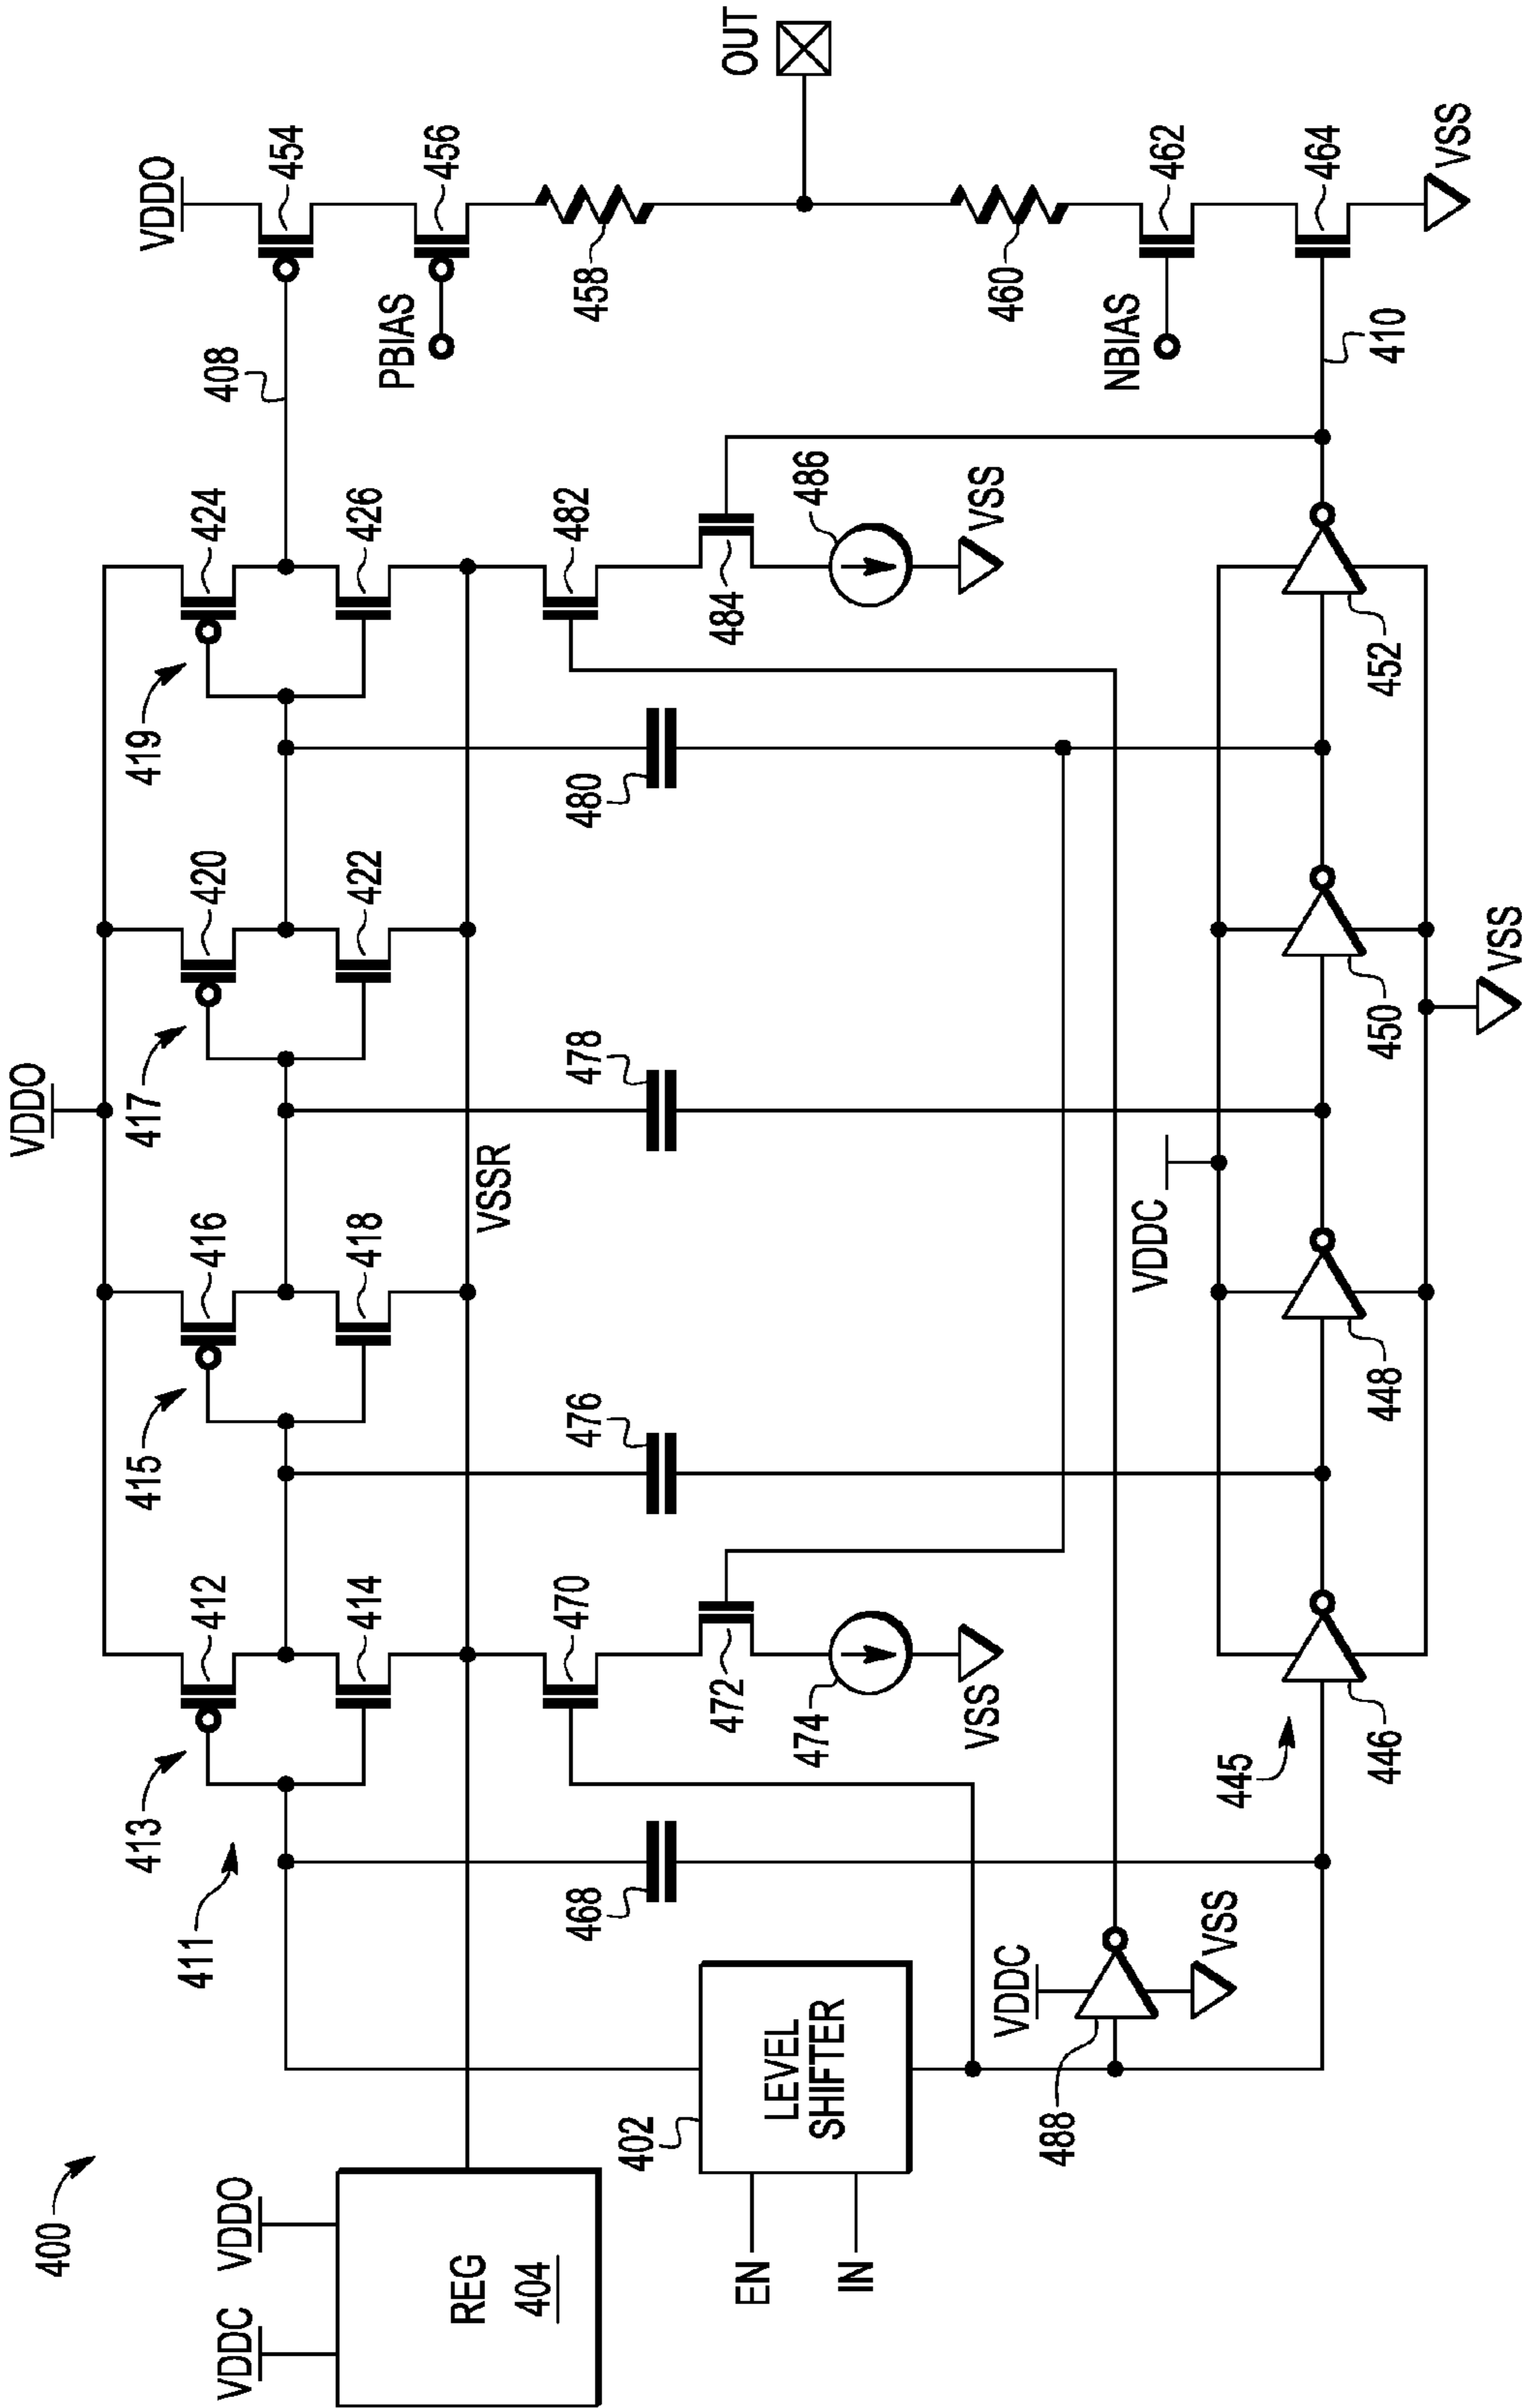 400
VDDC
VDDO
REG
404
EN
IN
402
LEVEL
SHIFTER
488
VDDC
VSS
411
413
412
414
468
470
472
474
VSS
445
446
VDDO
415
416
418
476
VSSR
448
VDDC
417
420
422
478
450
VSS
419
424
426
480
482
484
486
VSS
452
408
410
VDDO
454
PBIAS
456
458
OUT
460
NBIAS
462
464
VSS